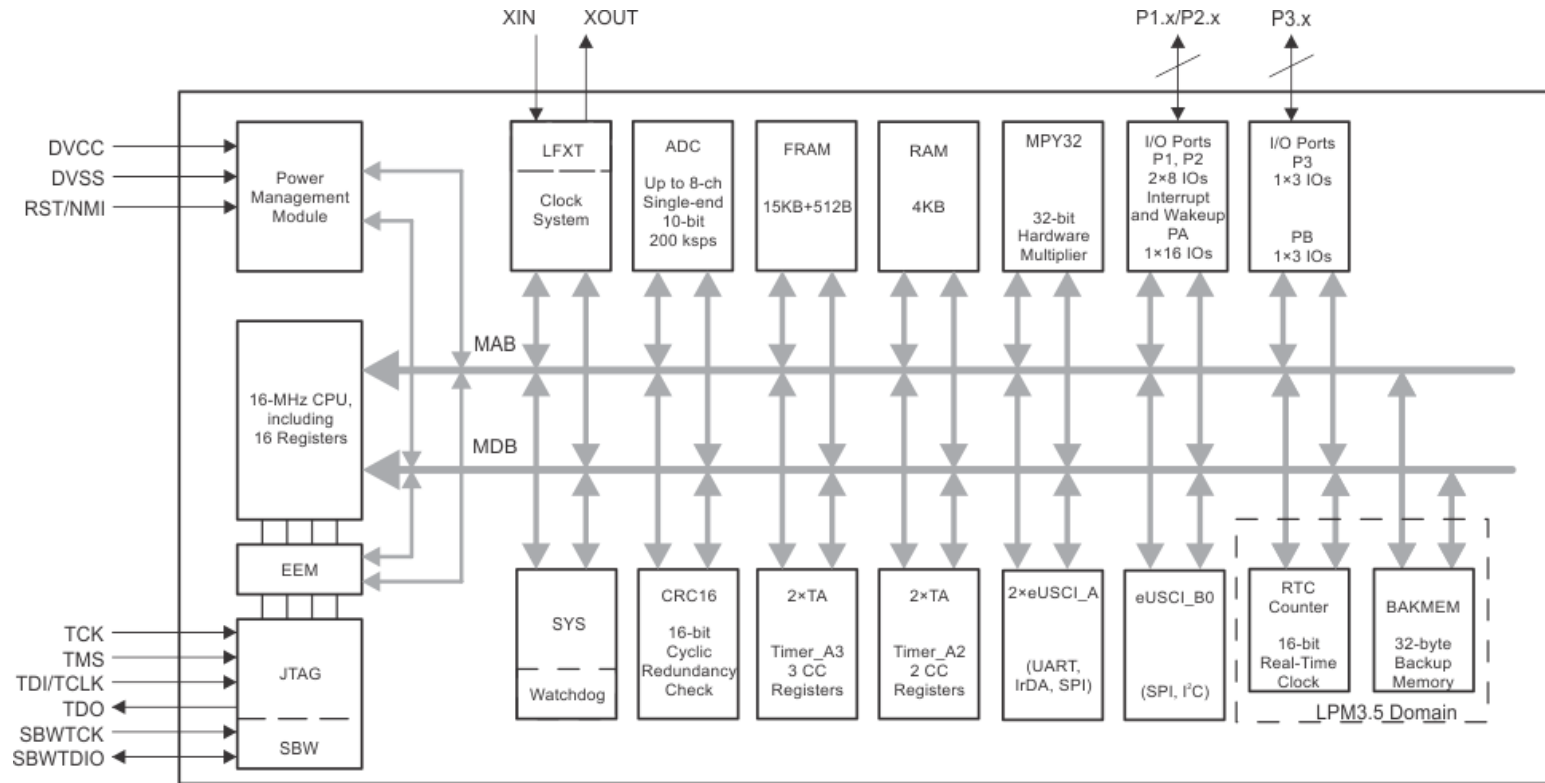 XIN
XOUT
P1.x/P2.x
P3.x
DVCC
DVSS
RST/NMI
Power
Management
Module
LFXT
Clock
System
ADC
Up to 8-ch
Single-end
10-bit
200 ksps
FRAM
15KB+512B
RAM
4KB
MPY32
32-bit
Hardware
Multiplier
I/O Ports
P1, P2
2×8 IOs
Interrupt
and Wakeup
PA
1×16 IOs
I/O Ports
P3
1×3 IOs
PB
1×3 IOs
MAB
16-MHz CPU,
including
16 Registers
MDB
EEM
TCK
TMS
TDI/TCLK
TDO
SBWTCK
SBWTDIO
JTAG
SBW
SYS
Watchdog
CRC16
16-bit
Cyclic
Redundancy
Check
2×TA
Timer_A3
3 CC
Registers
2×TA
Timer_A2
2 CC
Registers
2×eUSCI_A
(UART,
IrDA, SPI)
eUSCI_B0
(SPI, I²C)
RTC
Counter
16-bit
Real-Time
Clock
BAKMEM
32-byte
Backup
Memory
LPM3.5 Domain